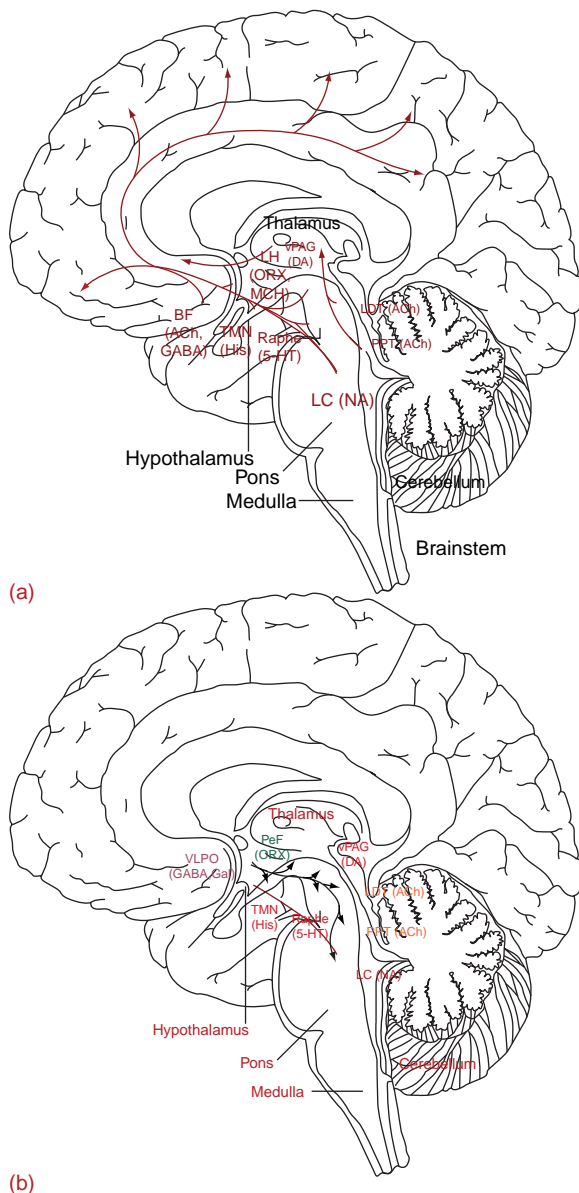 Thalamus
vPAG
(DA)
LH
(ORX,
MCH)
LDT (ACh)
BF
(ACh,
GABA)
TMN
(His)
Raphe
(5-HT)
PPT (ACh)
LC (NA)
Hypothalamus
Pons
Medulla
Cerebellum
Brainstem
(a)
Thalamus
PeF
(ORX)
vPAG
(DA)
VLPO
(GABA,Gal)
LDT (ACh)
TMN
(His)
Raphe
(5-HT)
PPT (ACh)
LC (NA)
Hypothalamus
Pons
Cerebellum
Medulla
(b)